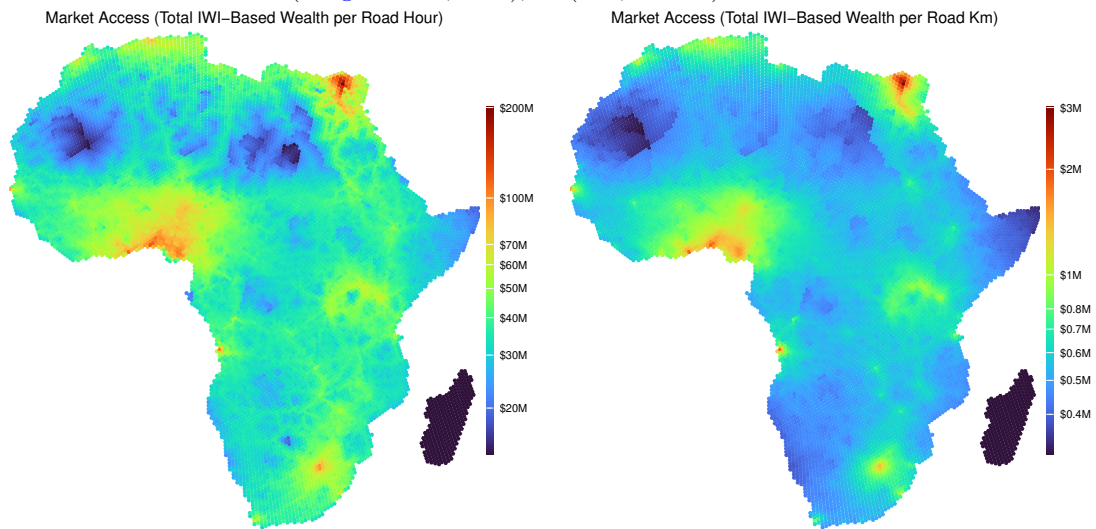 Market Access (Total IWI−Based Wealth per Road Hour)
$200M
$100M
$70M
$60M
$50M
$40M
$30M
$20M
Market Access (Total IWI−Based Wealth per Road Km)
$3M
$2M
$1M
$0.8M
$0.7M
$0.6M
$0.5M
$0.4M